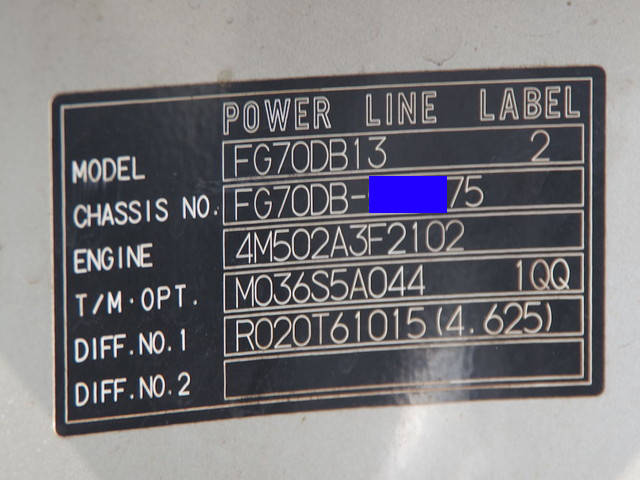 POWER LINE LABEL
MODEL FG70DB13 2
CHASSIS NO. FG70DB- 75
ENGINE 4M502A3F2102
T/M·OPT. M036S5A044 1QQ
DIFF.NO.1 R020T61015(4.625)
DIFF.NO.2